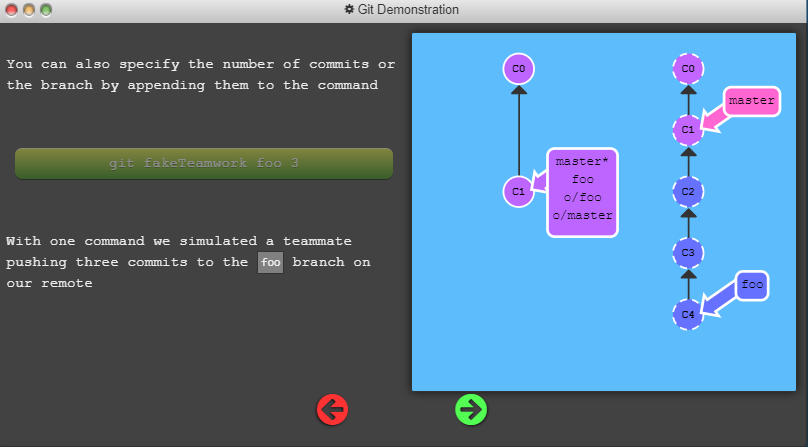 Git Demonstration
You can also specify the number of commits or
the branch by appending them to the command
git fakeTeamwork foo 3
With one command we simulated a teammate
pushing three commits to the foo branch on
our remote
C0
C1
master*
foo
o/foo
o/master
C0
master
C1
C2
C3
foo
C4